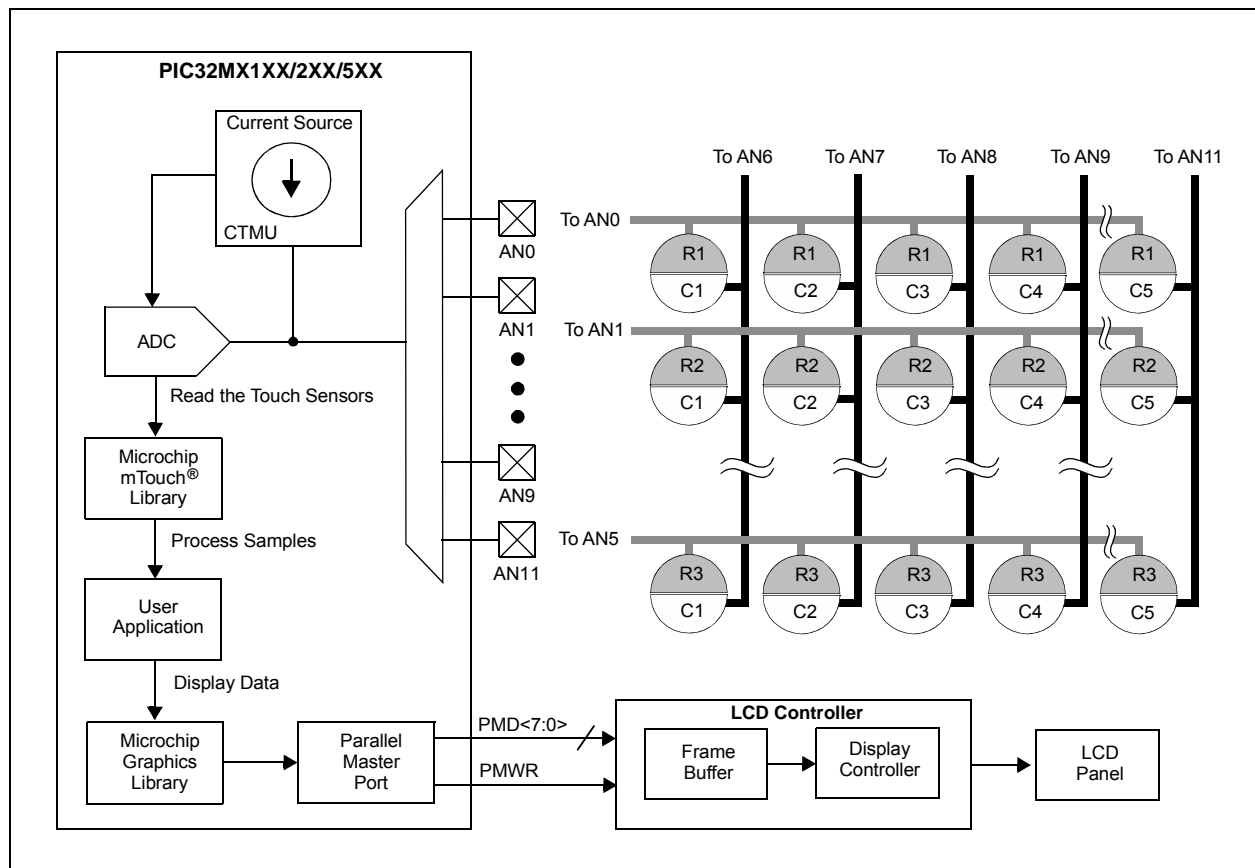 PIC32MX1XX/2XX/5XX
Current Source
CTMU
ADC
Read the Touch Sensors
Microchip
mTouch®
Library
Process Samples
User
Application
Display Data
Microchip
Graphics
Library
Parallel
Master
Port
AN0
AN1
AN9
AN11
To AN6
To AN7
To AN8
To AN9
To AN11
To AN0
R1
R1
R1
R1
R1
C1
C2
C3
C4
C5
To AN1
R2
R2
R2
R2
R2
C1
C2
C3
C4
C5
To AN5
R3
R3
R3
R3
R3
C1
C2
C3
C4
C5
PMD<7:0>
PMWR
LCD Controller
Frame
Buffer
Display
Controller
LCD
Panel